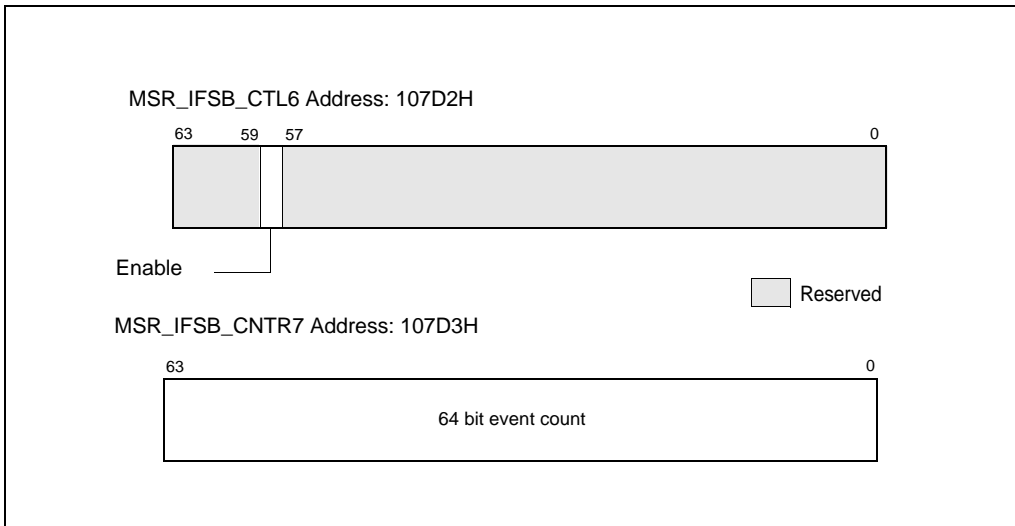 MSR_IFSB_CTL6 Address: 107D2H
63 59 57 0
Enable
Reserved
MSR_IFSB_CNTR7 Address: 107D3H
63 0
64 bit event count